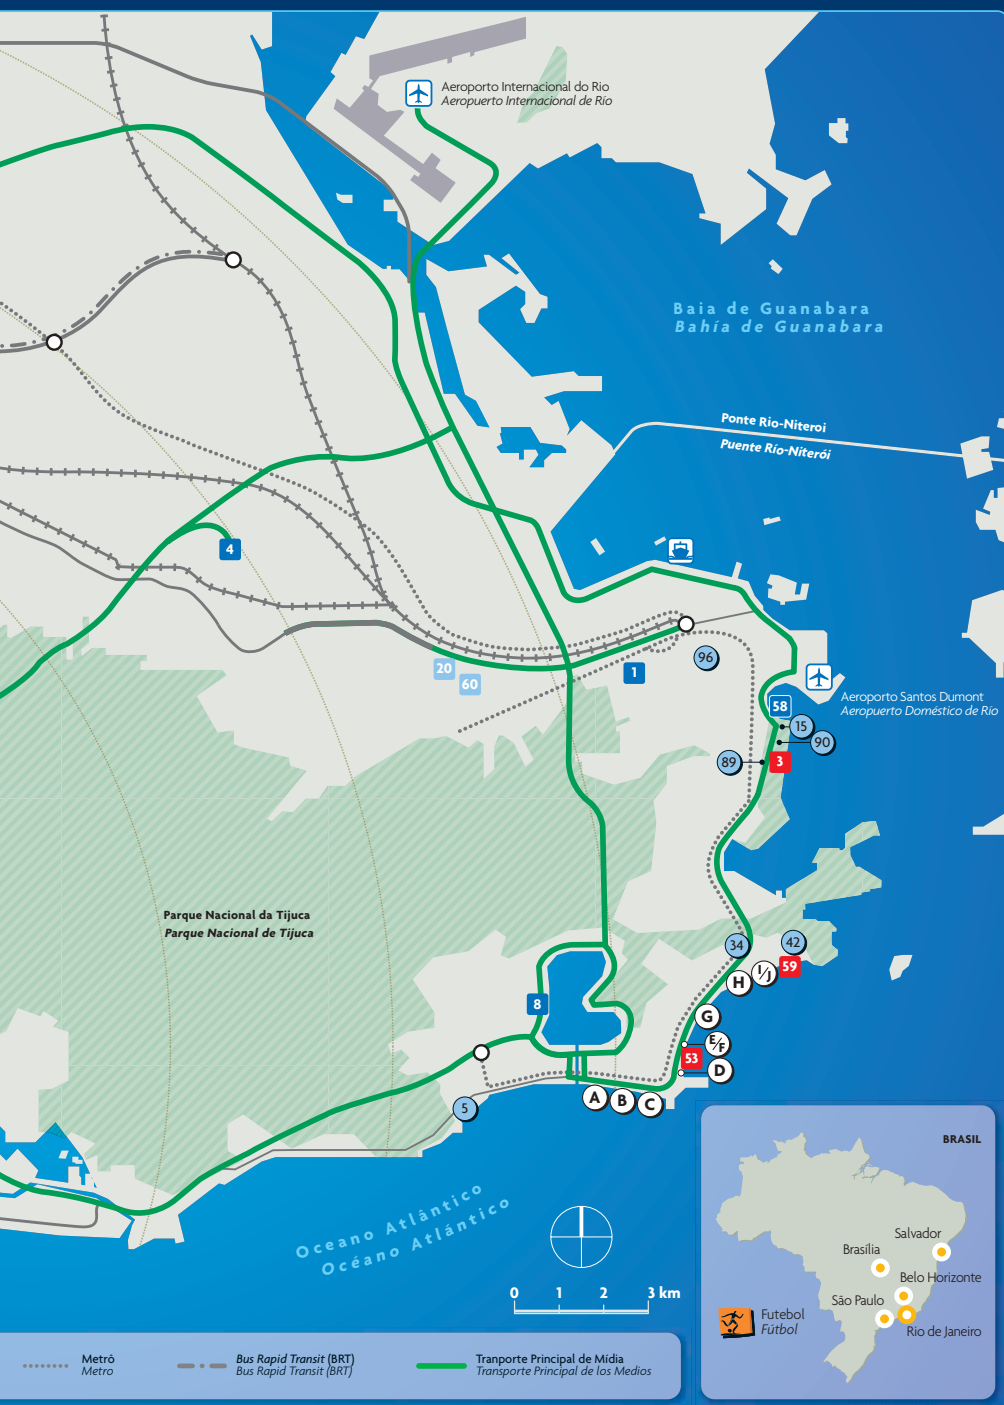 Aeroporto Internacional do Rio
Aeropuerto Internacional de Río
Baia de Guanabara
Bahía de Guanabara
Ponte Rio-Niteroi
Puente Río-Niterói
4
20
60
1
96
Aeroporto Santos Dumont
Aeropuerto Doméstico de Río
58
15
90
89
3
Parque Nacional da Tijuca
Parque Nacional de Tijuca
34
42
59
H
I/J
8
G
E/F
53
D
A
B
C
5
Oceano Atlântico
Océano Atlántico
0 1 2 3 km
BRASIL
Salvador
Brasília
Belo Horizonte
São Paulo
Rio de Janeiro
Futebol
Fútbol
Metrô
Metro
Bus Rapid Transit (BRT)
Bus Rapid Transit (BRT)
Tranporte Principal de Mídia
Transporte Principal de los Medios